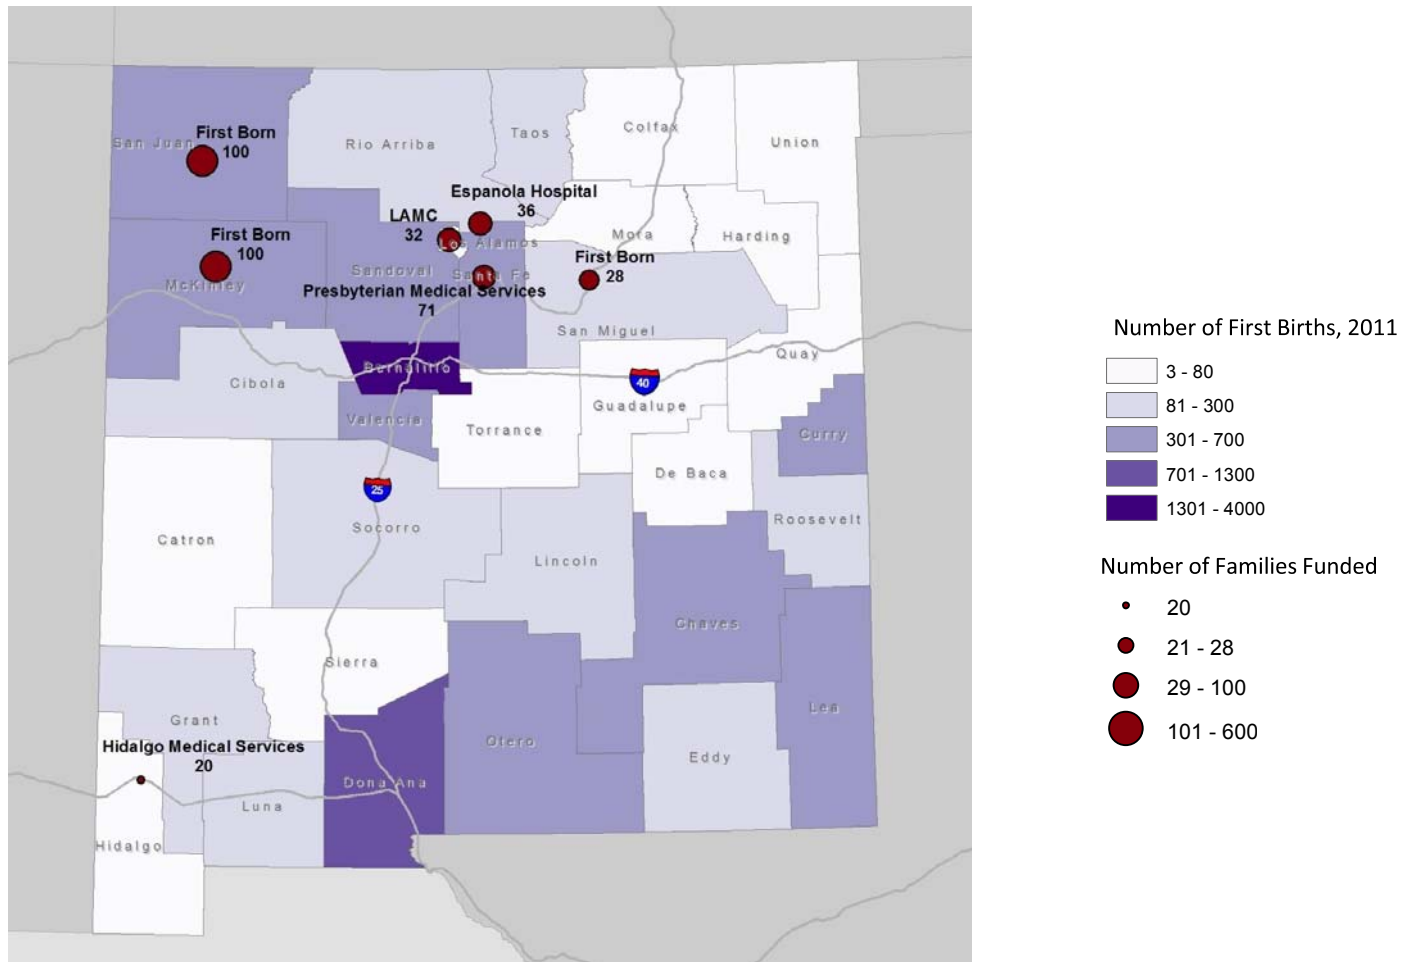 First Born
San Juan
100
Rio Arriba
Taos
Colfax
Union
Espanola Hospital
36
LAMC
32
Los Alamos
First Born
100
McKinley
Sandoval
Santa Fe
Presbyterian Medical Services
71
Mora
Harding
First Born
28
San Miguel
Quay
Cibola
Bernalillo
40
Guadalupe
Valencia
Torrance
Curry
De Baca
25
Socorro
Roosevelt
Catron
Lincoln
Chaves
Sierra
Grant
Lea
Otero
Eddy
Hidalgo Medical Services
20
Dona Ana
Luna
Hidalgo
Number of First Births, 2011
3 - 80
81 - 300
301 - 700
701 - 1300
1301 - 4000
Number of Families Funded
20
21 - 28
29 - 100
101 - 600